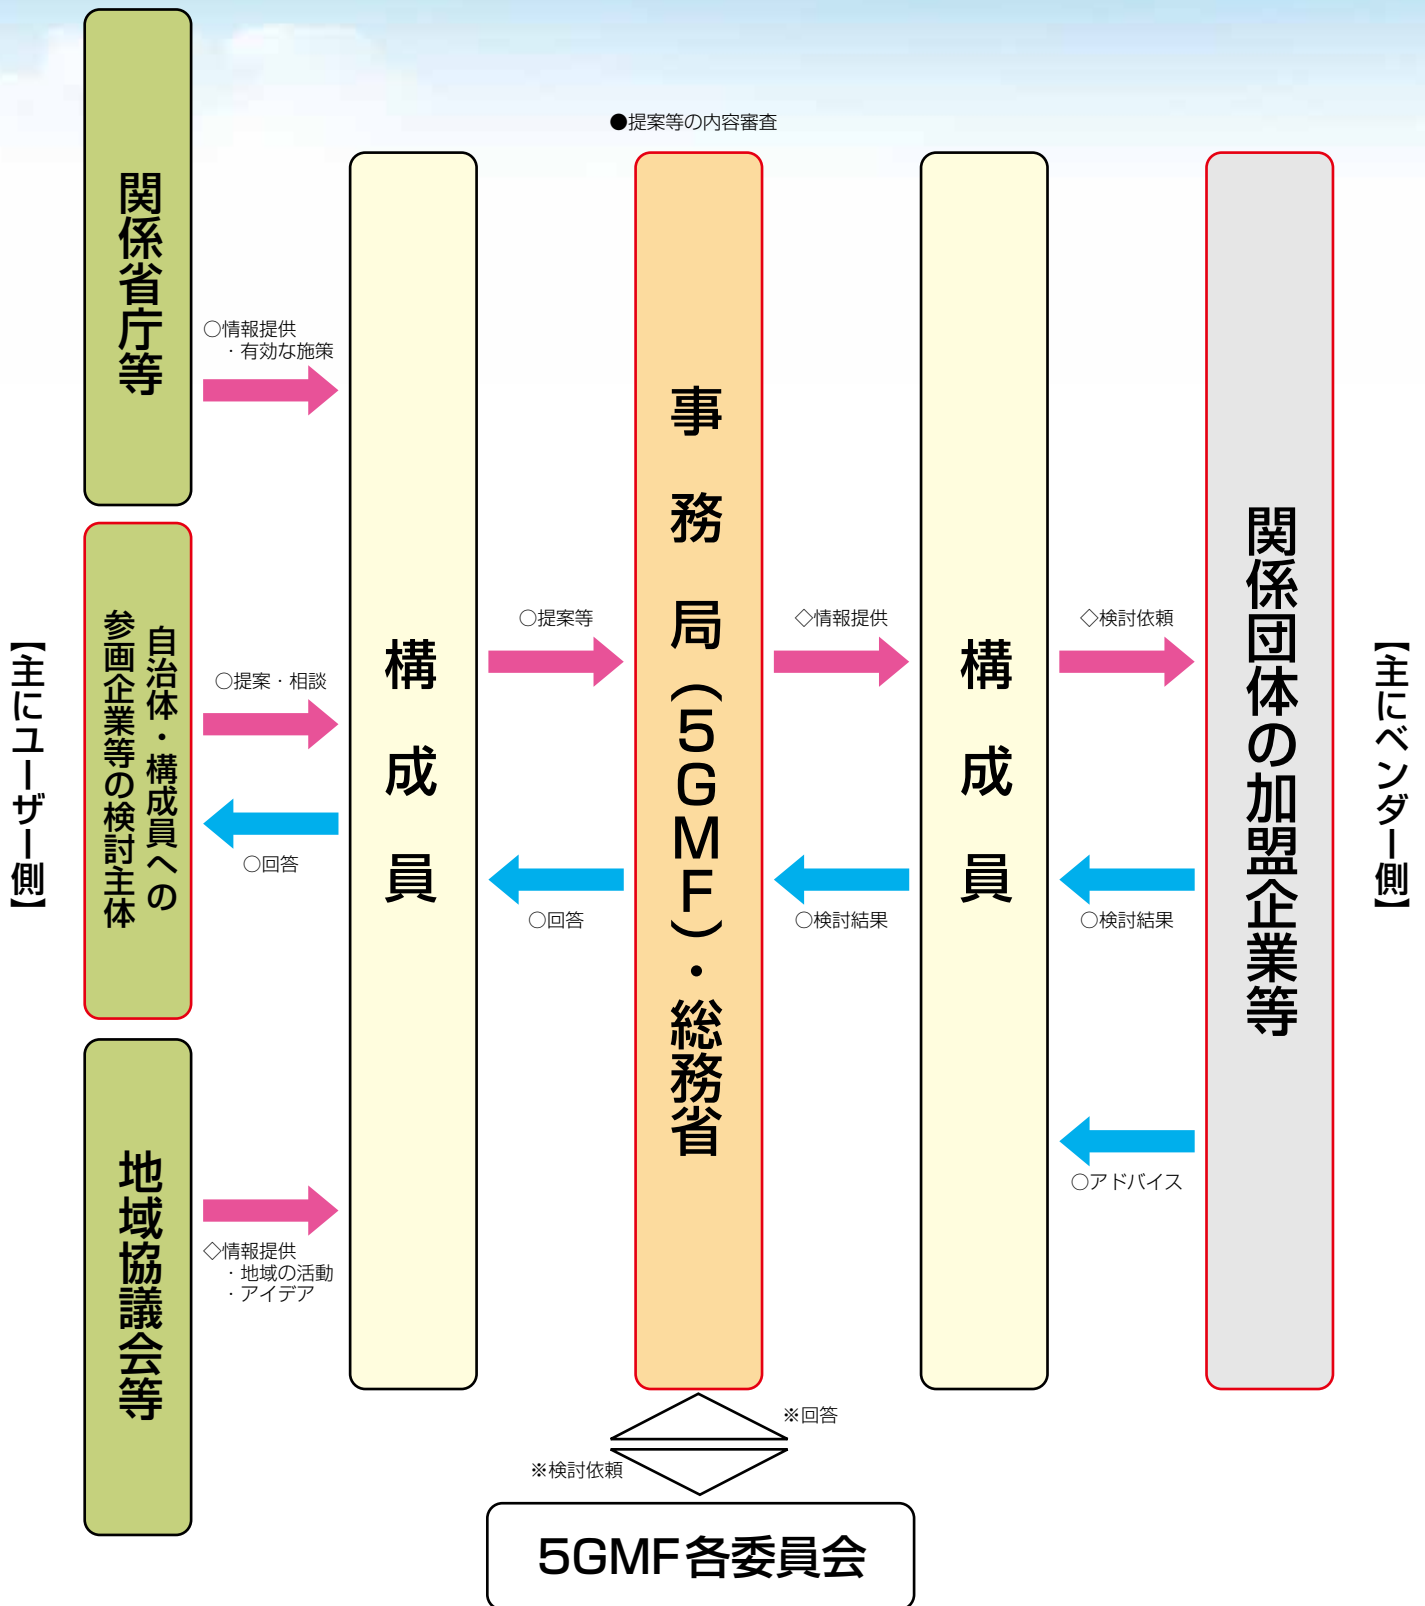 【主にユーザー側】
関係省庁等
○情報提供
・有効な施策
自治体・構成員への
参画企業等の検討主体
○提案・相談
○回答
地域協議会等
◇情報提供
・地域の活動
・アイデア
構成員
○提案等
○回答
●提案等の内容審査
事務局（5GMF）・総務省
◇情報提供
○検討結果
構成員
◇検討依頼
○検討結果
○アドバイス
関係団体の加盟企業等
【主にベンダー側】
※回答
※検討依頼
5GMF各委員会